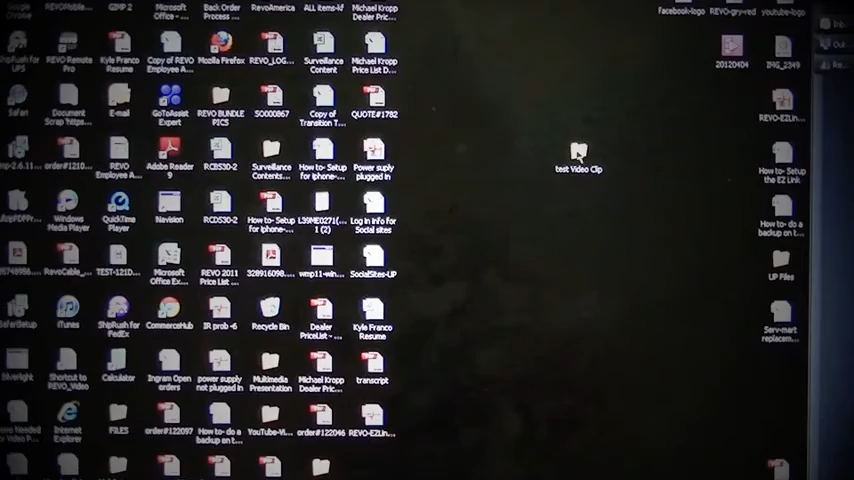 Chrome
REVOMobile...
GIMP 2
Microsoft
Office ...
Back Order
Process ...
RevoAmerica
ALL items-kf
Michael Kropp
Dealer Pric...
facebook-logo
REVO-gry-red
youtube-logo
ShipRush for
UPS
REVO Remote
Pro
Kyle Franco
Resume
Copy of REVO
Employee A...
Mozilla Firefox
REVO_LOG...
Surveillance
Content
Michael Kropp
Price List D...
20120404
IMG_2349
Safari
Document
Scrap 'https...
E-mail
GoToAssist
Expert
REVO BUNDLE
PICS
SO000867
Copy of
Transition T...
QUOTE#1782
REVO-EZLin...
test Video Clip
order#1210...
REVO
Employee A...
Adobe Reader
9
RCBS30-2
Surveillance
Contents...
How to- Setup
for iphone-...
Power suply
plugged in
How to- Setup
the EZ Link
Windows
Media Player
QuickTime
Player
Navision
RCDS30-2
How to- Setup
for iphone-...
L39ME0271(...
1 (2)
Log in info for
Social sites
How to- do a
backup on t...
RevoCable_...
TEST-121D...
Microsoft
Office Ex...
REVO 2011
Price List ...
328916098....
wmp11-win...
SocialSites-UP
UP Files
iTunes
ShipRush for
FedEx
CommerceHub
IR prob -6
Recycle Bin
Dealer
PriceList-...
Kyle Franco
Resume
Serv-mart
replacem...
Silverlight
Shortcut to
REVO_Video
Calculator
Ingram Open
orders
power supply
not plugged in
Multimedia
Presentation
Michael Kropp
Dealer Pric...
transcript
Internet
Explorer
FILES
order#122097
How to- do a
backup on t...
YouTube-Vi...
order#122046
REVO-EZLin...